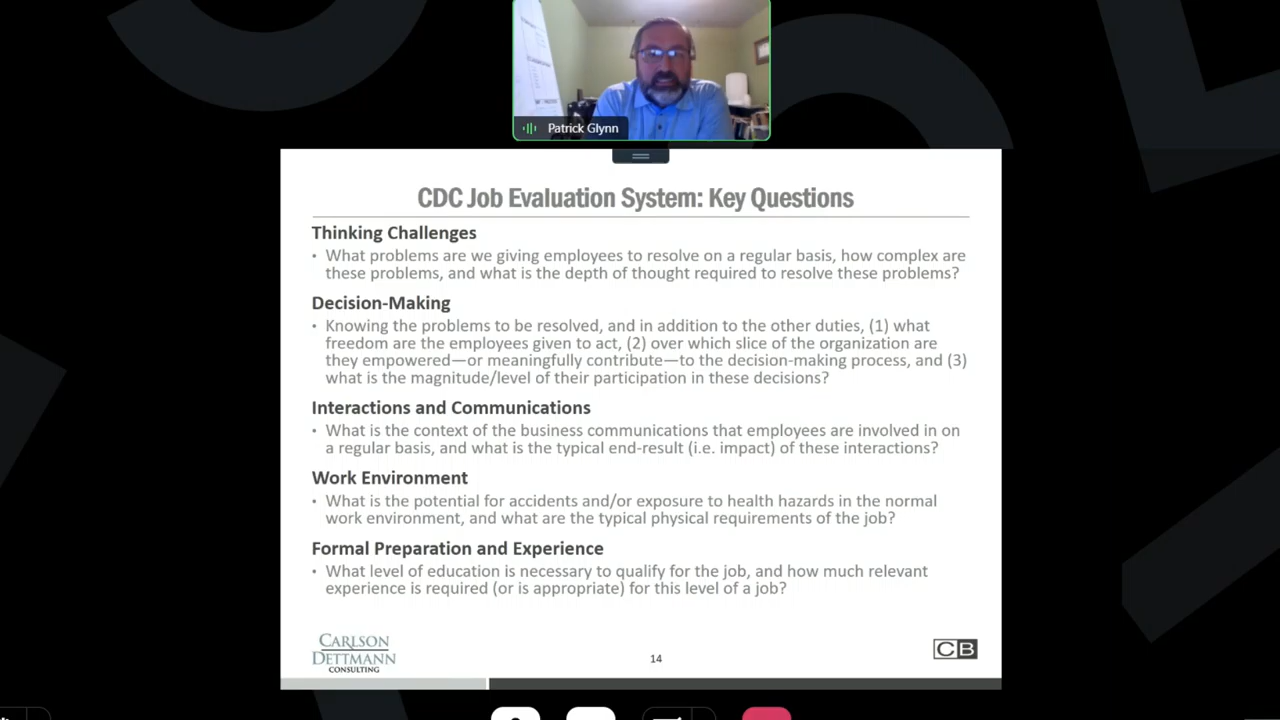 Patrick Glynn
CDC Job Evaluation System: Key Questions
Thinking Challenges
• What problems are we giving employees to resolve on a regular basis, how complex are
these problems, and what is the depth of thought required to resolve these problems?
Decision-Making
• Knowing the problems to be resolved, and in addition to the other duties, (1) what
freedom are the employees given to act, (2) over which slice of the organization are
they empowered—or meaningfully contribute—to the decision-making process, and (3)
what is the magnitude/level of their participation in these decisions?
Interactions and Communications
• What is the context of the business communications that employees are involved in on
a regular basis, and what is the typical end-result (i.e. impact) of these interactions?
Work Environment
• What is the potential for accidents and/or exposure to health hazards in the normal
work environment, and what are the typical physical requirements of the job?
Formal Preparation and Experience
• What level of education is necessary to qualify for the job, and how much relevant
experience is required (or is appropriate) for this level of a job?
CARLSON
DETTMANN
CONSULTING
14
CB